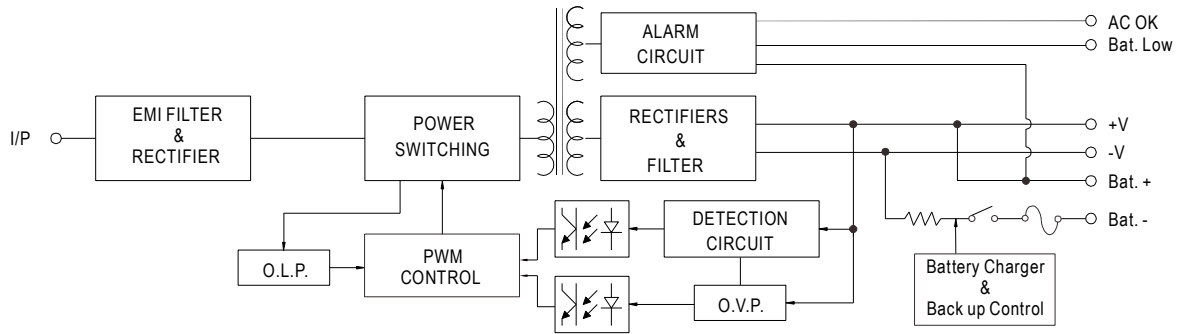 ALARM
CIRCUIT
AC OK
Bat. Low
I/P
EMI FILTER
&
RECTIFIER
POWER
SWITCHING
RECTIFIERS
&
FILTER
+V
-V
Bat. +
Bat. -
O.L.P.
PWM
CONTROL
DETECTION
CIRCUIT
O.V.P.
Battery Charger
&
Back up Control